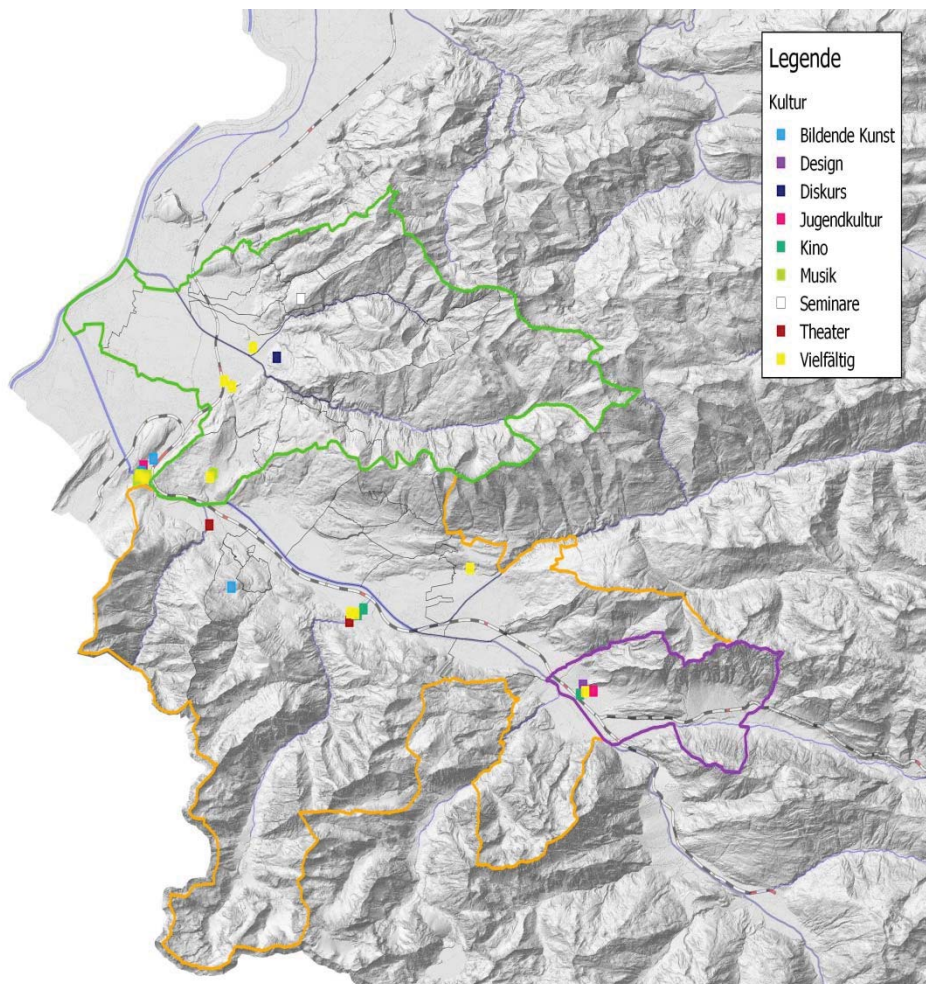 Legende
Kultur
Bildende Kunst
Design
Diskurs
Jugendkultur
Kino
Musik
Seminare
Theater
Vielfältig